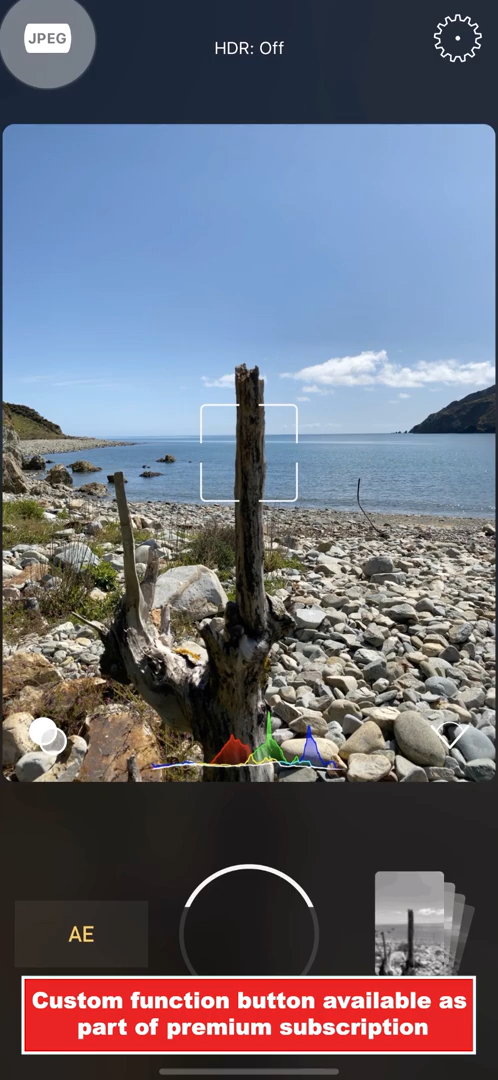 JPEG
HDR: Off
AE
Custom function button available as
part of premium subscription